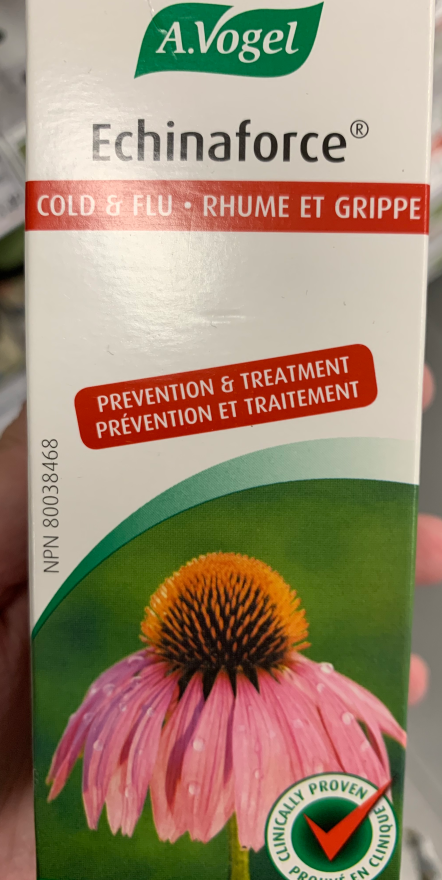 A.Vogel
Echinaforce®
COLD & FLU • RHUME ET GRIPPE
PREVENTION & TREATMENT
PRÉVENTION ET TRAITEMENT
NPN 80038468
CLINICALLY PROVEN
PROUVÉ EN CLINIQUE